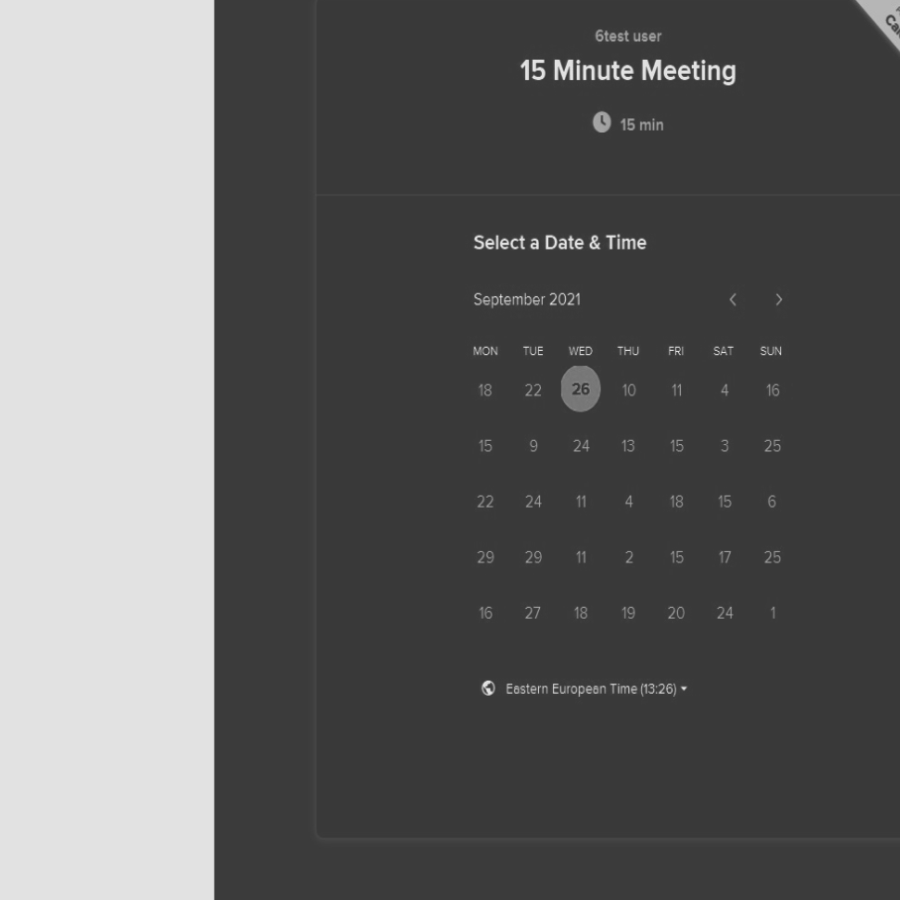 6test user
15 Minute Meeting
15 min
Select a Date & Time
September 2021
MON TUE WED THU FRI SAT SUN
18 22 26 10 11 4 16
15 9 24 13 15 3 25
22 24 11 4 18 15 6
29 29 11 2 15 17 25
16 27 18 19 20 24 1
Eastern European Time (13:26)